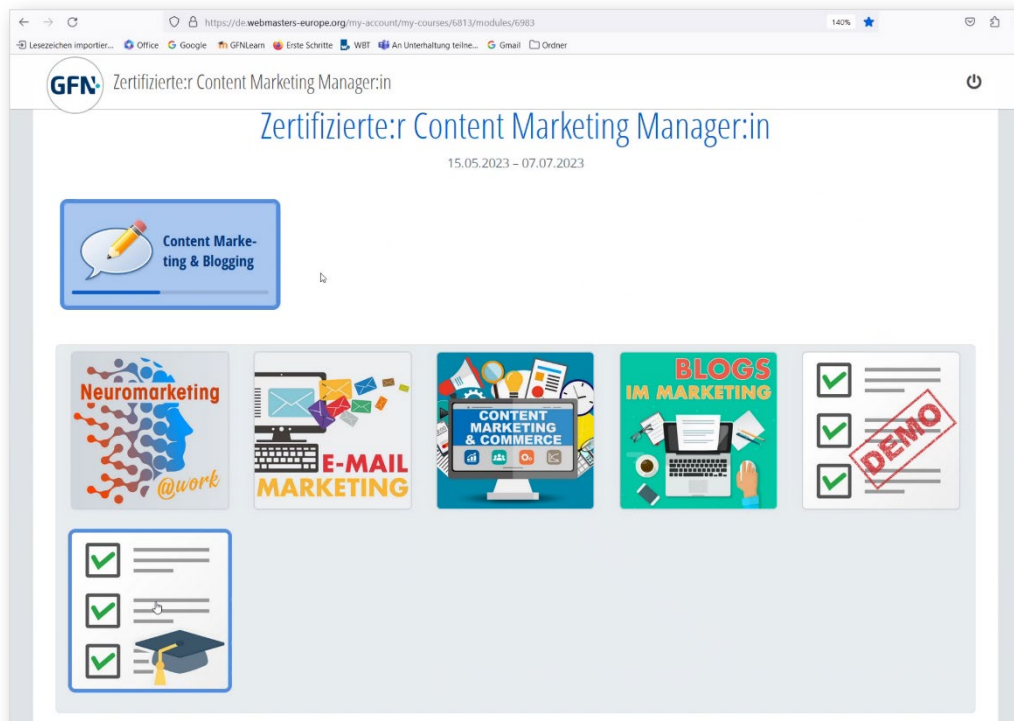 https://de.webmasters-europe.org/my-account/my-courses/6813/modules/6983
140%
Lesezeichen importier... Office Google GFNLearn Erste Schritte WBT An Unterhaltung teilne... Gmail Ordner
GFN Zertifizierte:r Content Marketing Manager:in
Zertifizierte:r Content Marketing Manager:in
15.05.2023 – 07.07.2023
Content Marke-
ting & Blogging
Neuromarketing
@work
E-MAIL
MARKETING
CONTENT
MARKETING
& COMMERCE
BLOGS
IM MARKETING
DEMO